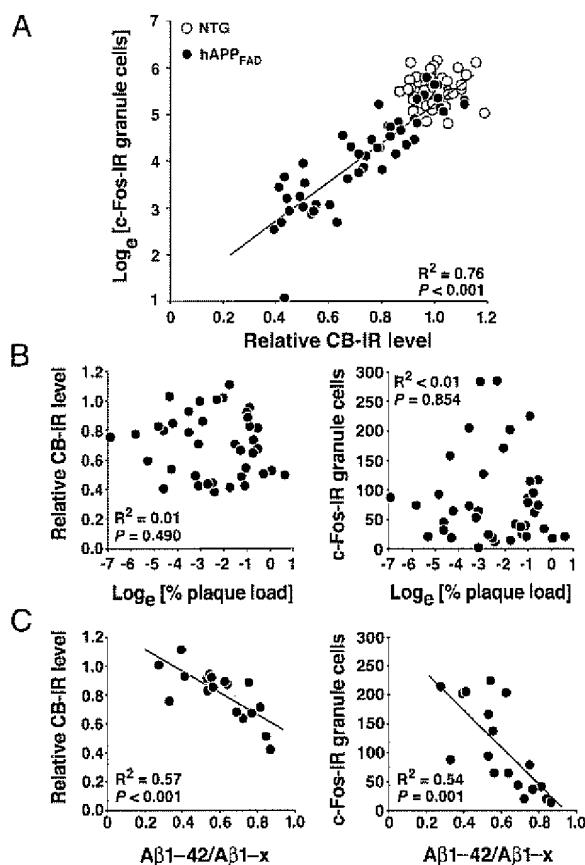 A
NTG
hAPPFAD
Loge [c-Fos-IR granule cells]
7
6
5
4
3
2
1
0 0.2 0.4 0.6 0.8 1.0 1.2
R2 = 0.76
P < 0.001
Relative CB-IR level
B
Relative CB-IR level
1.2
1.0
0.8
0.6
0.4
0.2
0.0
R2 = 0.01
P = 0.490
-7 -6 -5 -4 -3 -2 -1 0 1
Loge [% plaque load]
c-Fos-IR granule cells
300
250
200
150
100
50
0
R2 < 0.01
P = 0.854
-7 -6 -5 -4 -3 -2 -1 0 1
Loge [% plaque load]
C
Relative CB-IR level
1.2
1.0
0.8
0.6
0.4
0.2
0.0
R2 = 0.57
P < 0.001
0.0 0.2 0.4 0.6 0.8 1.0
Aβ1–42/Aβ1–x
c-Fos-IR granule cells
300
250
200
150
100
50
0
R2 = 0.54
P = 0.001
0.0 0.2 0.4 0.6 0.8 1.0
Aβ1–42/Aβ1–x